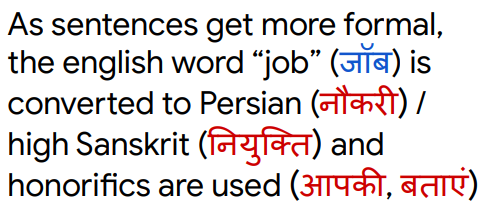 As sentences get more formal,
the english word “job” (जॉब) is
converted to Persian (नौकरी) /
high Sanskrit (नियुक्ति) and
honorifics are used (आपकी, बताएं)